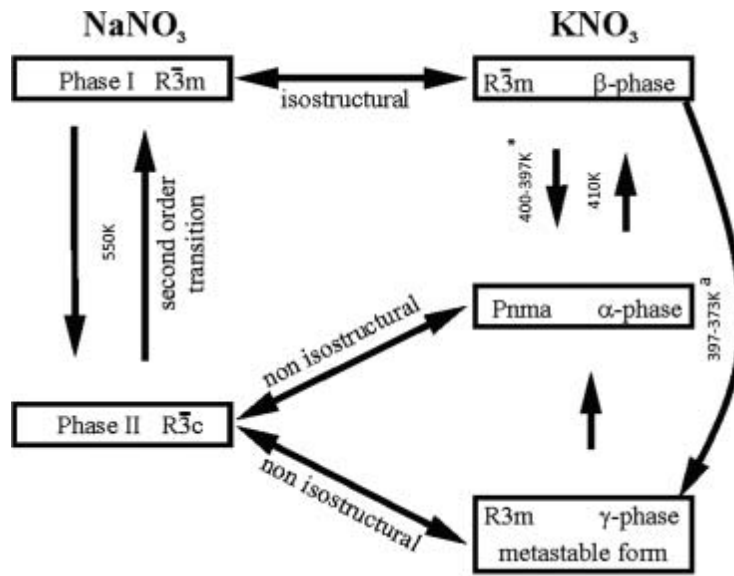 NaNO₃
KNO₃
Phase I R3̄m
isostructural
R3̄m β-phase
550K
second order
transition
400-397K*
410K
Pnma α-phase
397-373Kᵃ
non isostructural
Phase II R3̄c
non isostructural
R3m γ-phase
metastable form